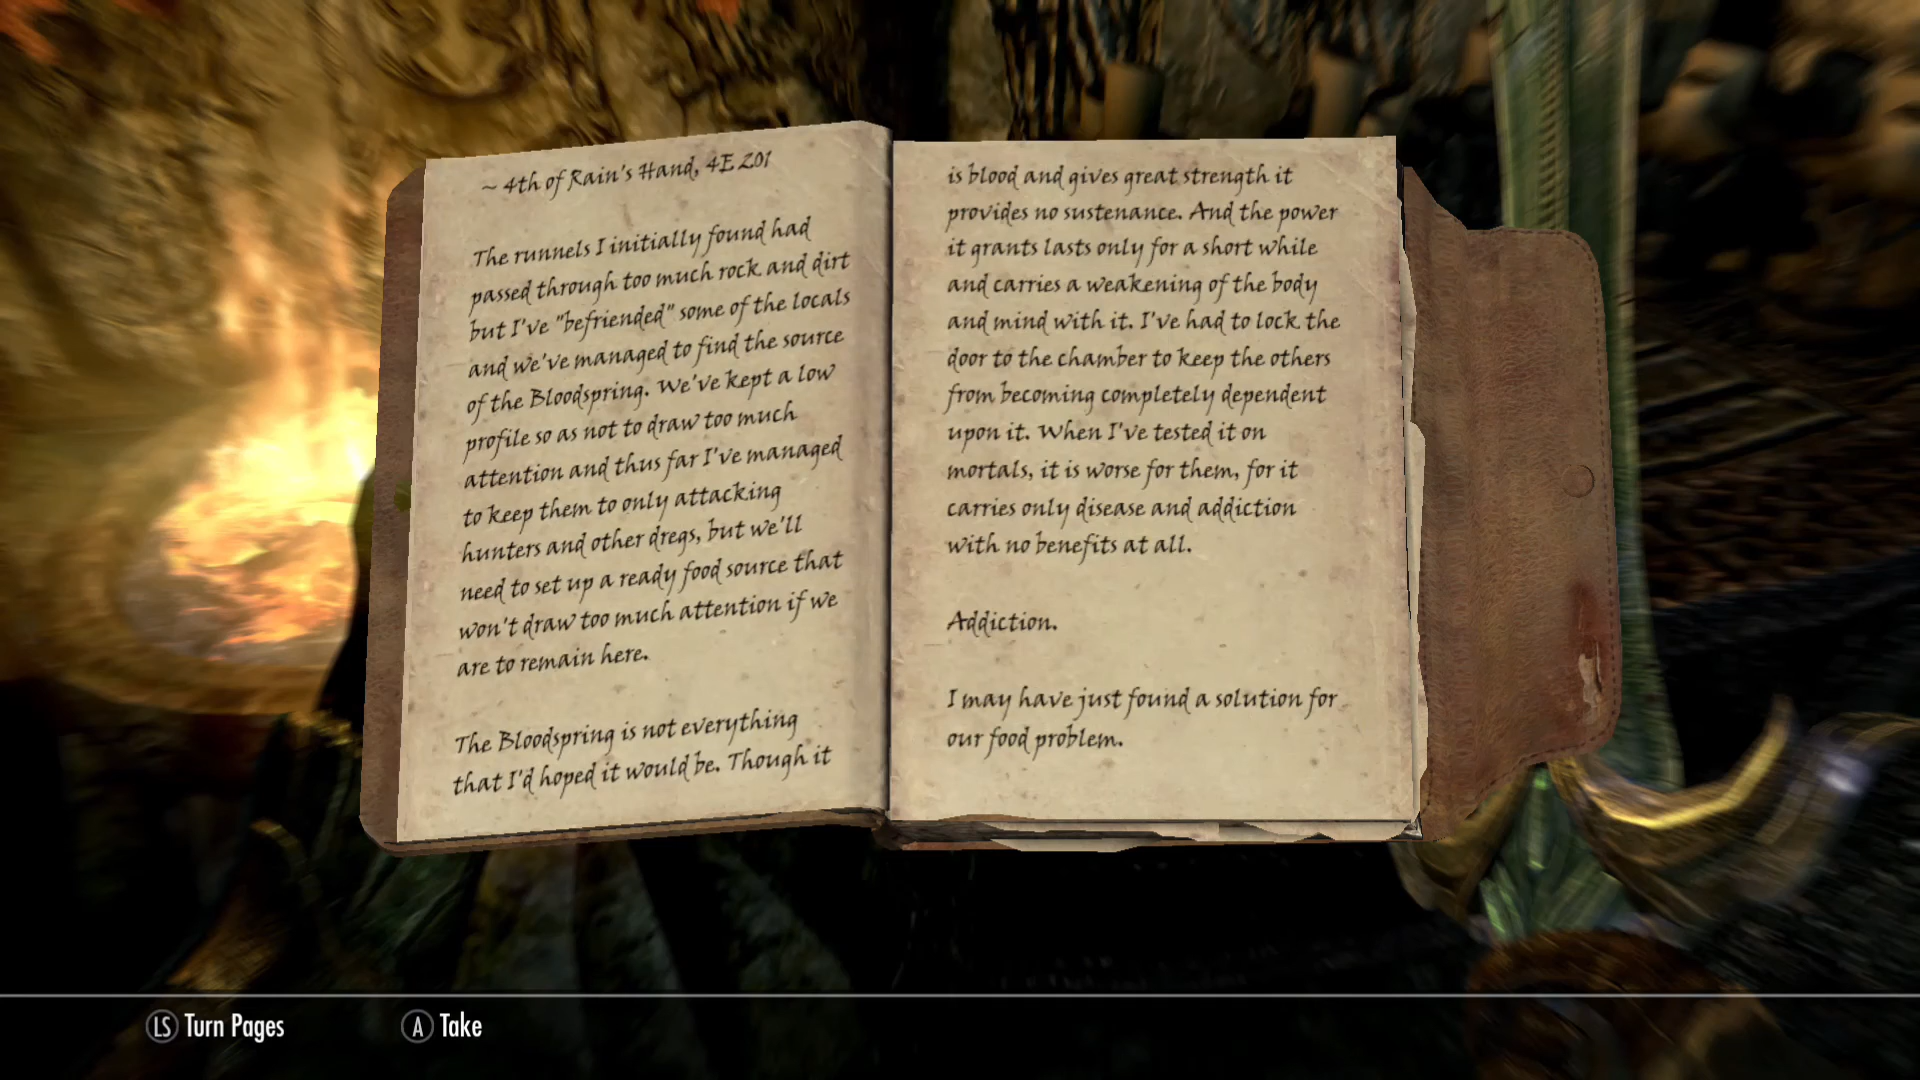 ~ 4th of Rain's Hand, 4E 201
The runnels I initially found had
passed through too much rock and dirt
but I've "befriended" some of the locals
and we've managed to find the source
of the Bloodspring. We've kept a low
profile so as not to draw too much
attention and thus far I've managed
to keep them to only attacking
hunters and other dregs, but we'll
need to set up a ready food source that
won't draw too much attention if we
are to remain here.
The Bloodspring is not everything
that I'd hoped it would be. Though it
is blood and gives great strength it
provides no sustenance. And the power
it grants lasts only for a short while
and carries a weakening of the body
and mind with it. I've had to lock the
door to the chamber to keep the others
from becoming completely dependent
upon it. When I've tested it on
mortals, it is worse for them, for it
carries only disease and addiction
with no benefits at all.
Addiction.
I may have just found a solution for
our food problem.
LS Turn Pages
A Take